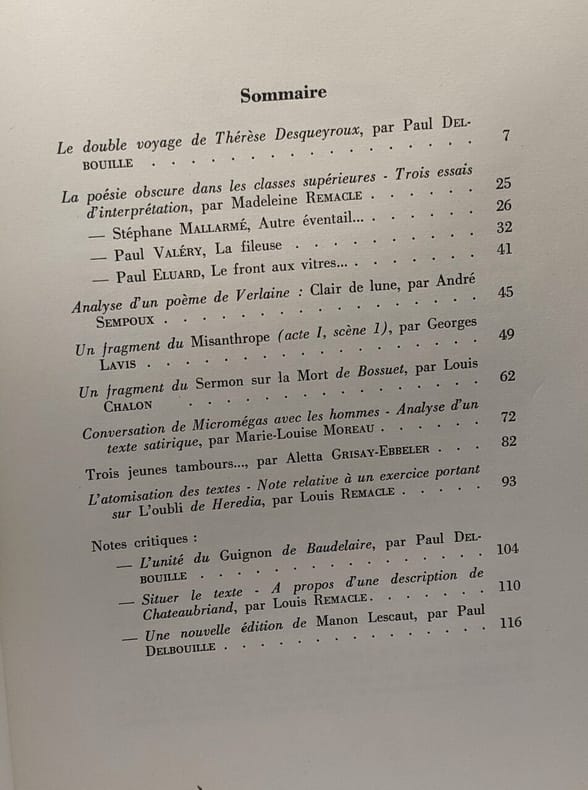 Sommaire
Le double voyage de Thérèse Desqueyroux, par Paul DEL-
BOUILLE . . . . . . . . . . . . . . . . 7
La poésie obscure dans les classes supérieures - Trois essais
d'interprétation, par Madeleine REMACLE . . . . . . 25
— Stéphane MALLARMÉ, Autre éventail... . . . . . . . 26
— Paul VALÉRY, La fileuse . . . . . . . . . . 32
— Paul ELUARD, Le front aux vitres... . . . . . . . 41
Analyse d'un poème de Verlaine : Clair de lune, par André
SEMPOUX . . . . . . . . . . . . . . . . 45
Un fragment du Misanthrope (acte I, scène 1), par Georges
LAVIS . . . . . . . . . . . . . . . . 49
Un fragment du Sermon sur la Mort de Bossuet, par Louis
CHALON . . . . . . . . . . . . . . 62
Conversation de Micromégas avec les hommes - Analyse d'un
texte satirique, par Marie-Louise MOREAU . . . . . 72
Trois jeunes tambours..., par Aletta GRISAY-EBBELER . . . 82
L'atomisation des textes - Note relative à un exercice portant
sur L'oubli de Heredia, par Louis REMACLE . . . . 93
Notes critiques :
— L'unité du Guignon de Baudelaire, par Paul DEL-
BOUILLE . . . . . . . . . . . . . . 104
— Situer le texte - A propos d'une description de
Chateaubriand, par Louis REMACLE . . . . . . 110
— Une nouvelle édition de Manon Lescaut, par Paul
DELBOUILLE . . . . . . . . . . . . . 116